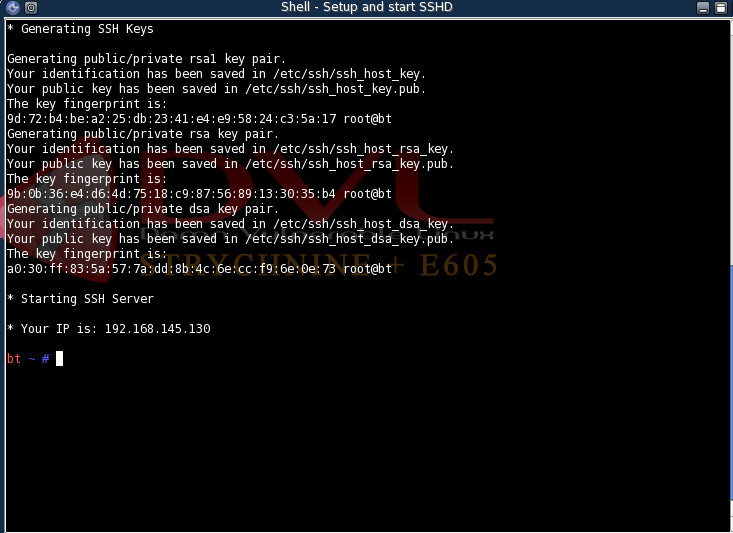 Shell - Setup and start SSHD
* Generating SSH Keys
Generating public/private rsa1 key pair.
Your identification has been saved in /etc/ssh/ssh_host_key.
Your public key has been saved in /etc/ssh/ssh_host_key.pub.
The key fingerprint is:
9d:72:b4:be:a2:25:db:23:41:e4:e9:58:24:c3:5a:17 root@bt
Generating public/private rsa key pair.
Your identification has been saved in /etc/ssh/ssh_host_rsa_key.
Your public key has been saved in /etc/ssh/ssh_host_rsa_key.pub.
The key fingerprint is:
9b:0b:36:e4:d6:4d:75:18:c9:87:56:89:13:30:35:b4 root@bt
Generating public/private dsa key pair.
Your identification has been saved in /etc/ssh/ssh_host_dsa_key.
Your public key has been saved in /etc/ssh/ssh_host_dsa_key.pub.
The key fingerprint is:
a0:30:ff:83:5a:57:7a:dd:8b:4c:6e:cc:f9:6e:0e:73 root@bt
* Starting SSH Server
* Your IP is: 192.168.145.130
bt ~ #
DVL
Damn Vulnerable Linux
STRYCHNINE + E605